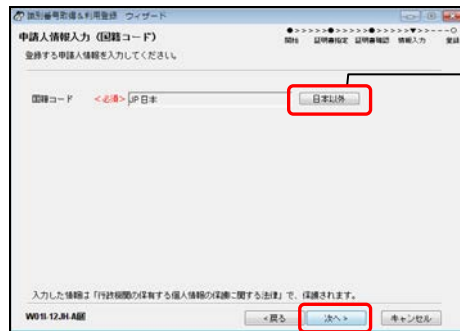 識別番号取得&利用登録 ウィザード
申請人情報入力（国籍コード）
●>>>>>●>>>>>●>>>>>▼>>---○
開始 証明書指定 証明書確認 情報入力 登録
登録する申請人情報を入力してください。
国籍コード <必須> JP 日本 日本以外
入力した情報は「行政機関の保有する個人情報の保護に関する法律」で、保護されます。
W01II-12.JH-A認 <戻る 次へ> キャンセル